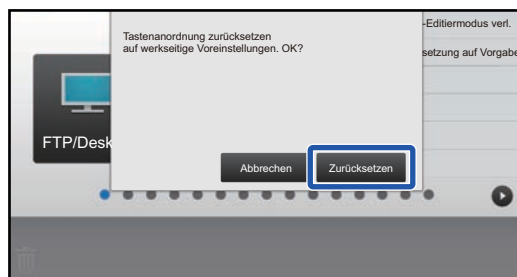 -Editiermodus verl.
Tastenanordnung zurücksetzen
auf werkseitige Voreinstellungen. OK?
setzung auf Vorgabe
FTP/Desk
Abbrechen
Zurücksetzen